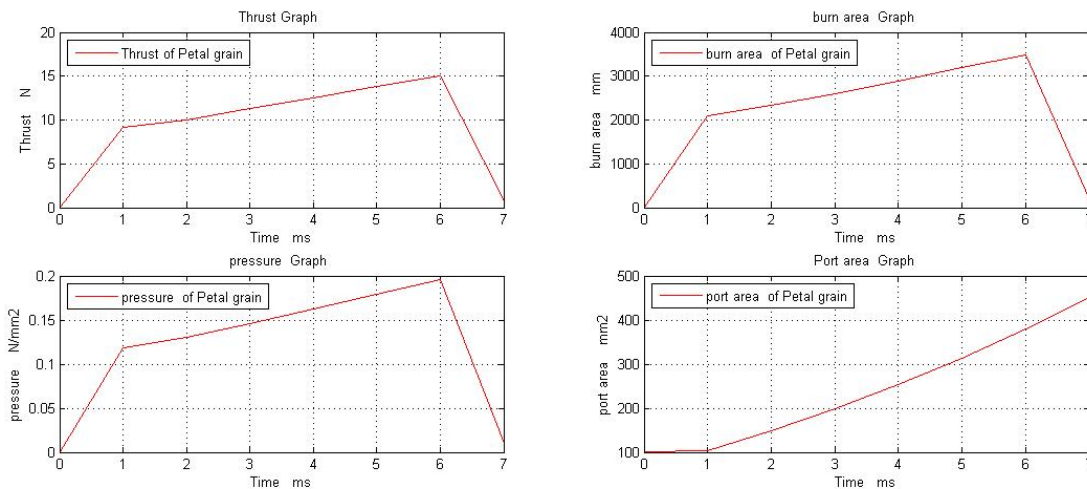 Thrust Graph
20
15
10
5
0
Thrust N
Thrust of Petal grain
0 1 2 3 4 5 6 7
Time ms
burn area Graph
4000
3000
2000
1000
0
burn area mm
burn area of Petal grain
0 1 2 3 4 5 6 7
Time ms
pressure Graph
0.2
0.15
0.1
0.05
0
pressure N/mm2
pressure of Petal grain
0 1 2 3 4 5 6 7
Time ms
Port area Graph
500
400
300
200
100
port area mm2
port area of Petal grain
0 1 2 3 4 5 6 7
Time ms